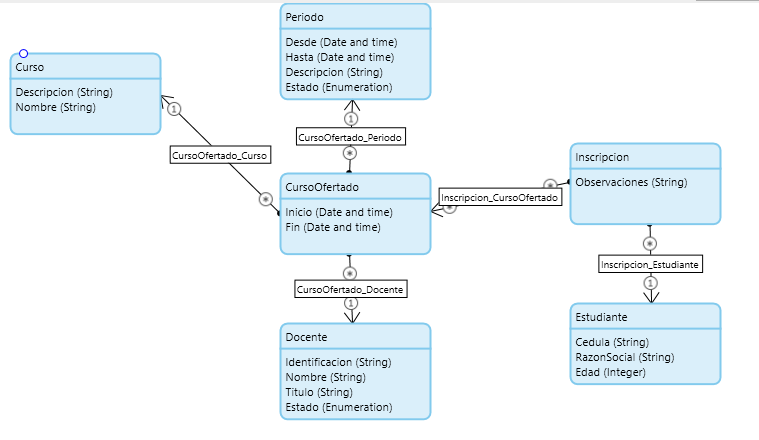 Periodo
Desde (Date and time)
Hasta (Date and time)
Descripcion (String)
Estado (Enumeration)
Curso
Descripcion (String)
Nombre (String)
1
1
CursoOfertado_Periodo
*
CursoOfertado_Curso
*
CursoOfertado
Inicio (Date and time)
Fin (Date and time)
Inscripcion
Observaciones (String)
*
Inscripcion_CursoOfertado
*
*
Inscripcion_Estudiante
1
*
CursoOfertado_Docente
1
Docente
Identificacion (String)
Nombre (String)
Titulo (String)
Estado (Enumeration)
Estudiante
Cedula (String)
RazonSocial (String)
Edad (Integer)